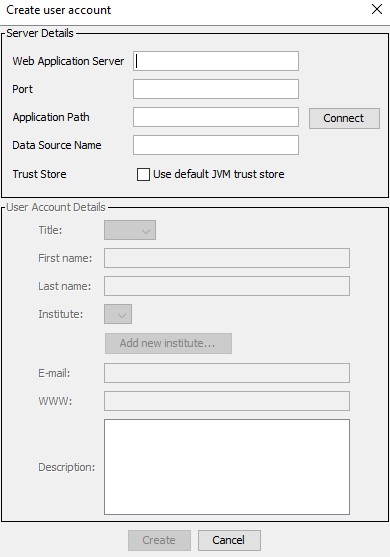 Create user account
Server Details
Web Application Server
Port
Application Path
Connect
Data Source Name
Trust Store
Use default JVM trust store
User Account Details
Title:
First name:
Last name:
Institute:
Add new institute...
E-mail:
WWW:
Description:
Create
Cancel